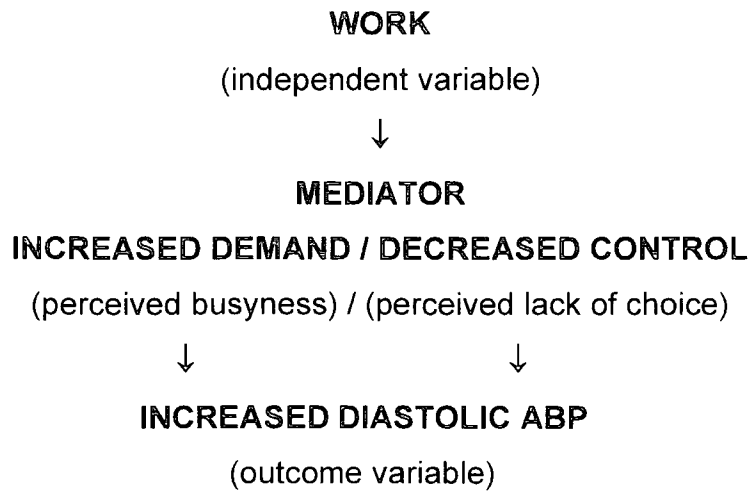 WORK
(independent variable)
↓
MEDIATOR
INCREASED DEMAND / DECREASED CONTROL
(perceived busyness) / (perceived lack of choice)
↓ ↓
INCREASED DIASTOLIC ABP
(outcome variable)